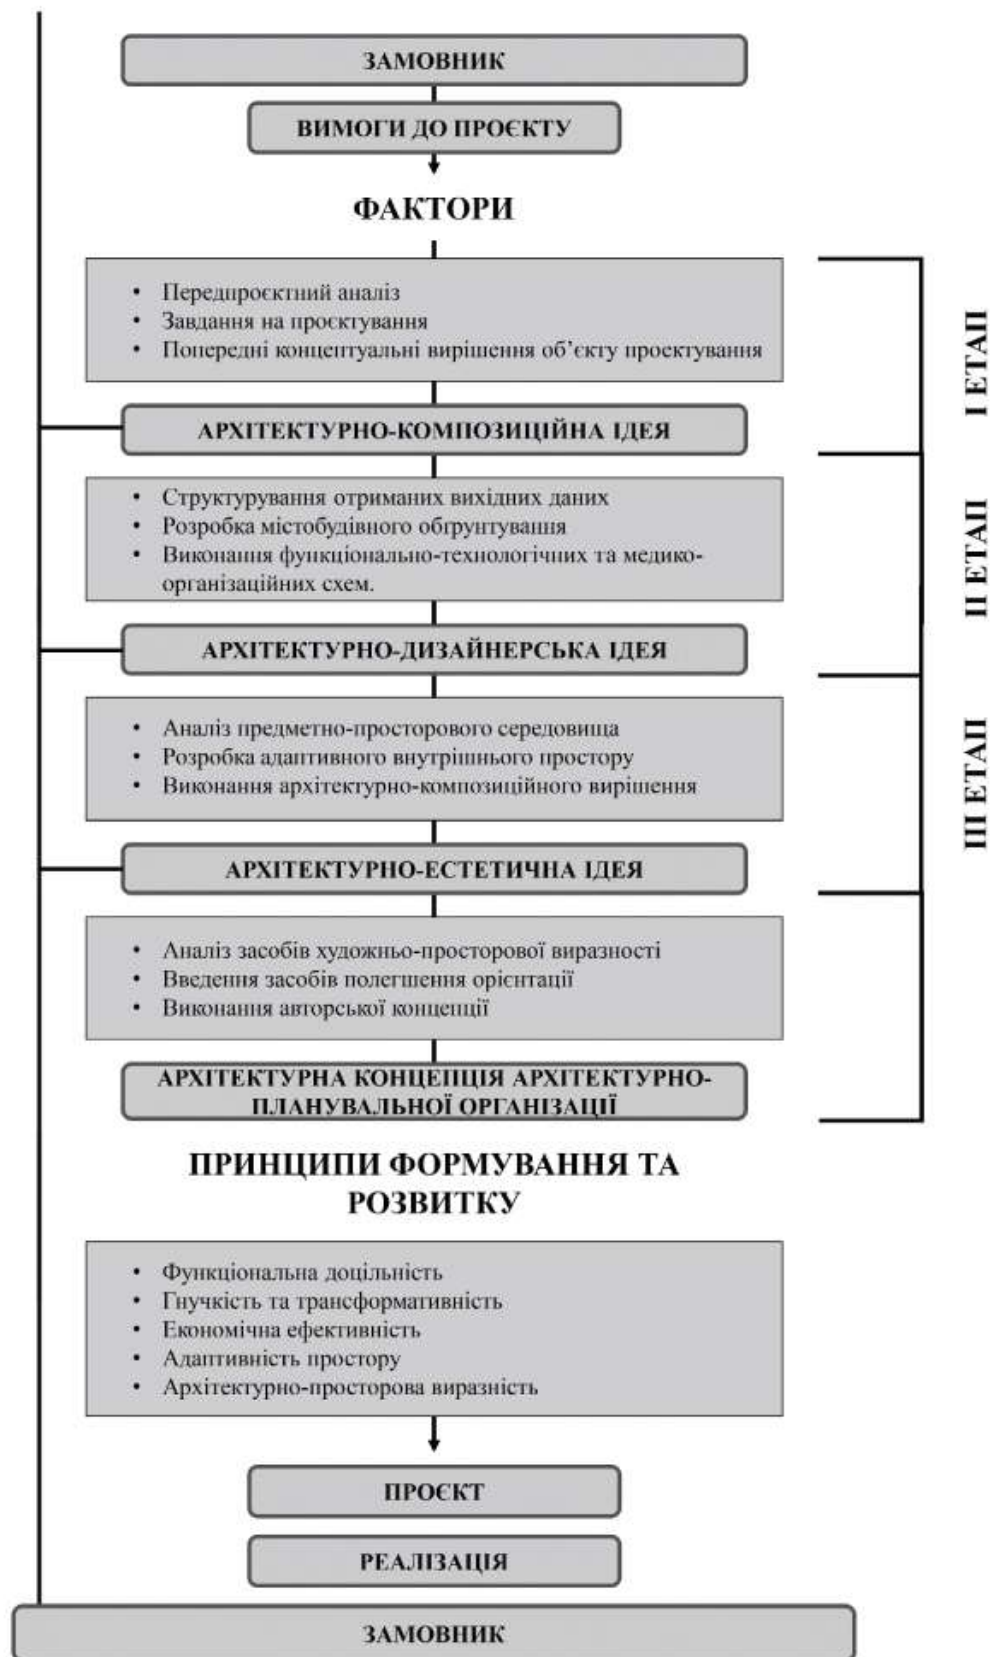 ЗАМОВНИК
ВИМОГИ ДО ПРОЄКТУ
ФАКТОРИ
• Передпроєктний аналіз
• Завдання на проєктування
• Попередні концептуальні вирішення об’єкту проектування
АРХІТЕКТУРНО-КОМПОЗИЦІЙНА ІДЕЯ
І ЕТАП
• Структурування отриманих вихідних даних
• Розробка містобудівного обґрунтування
• Виконання функціонально-технологічних та медико-
організаційних схем.
АРХІТЕКТУРНО-ДИЗАЙНЕРСЬКА ІДЕЯ
ІІ ЕТАП
• Аналіз предметно-просторового середовища
• Розробка адаптивного внутрішнього простору
• Виконання архітектурно-композиційного вирішення
АРХІТЕКТУРНО-ЕСТЕТИЧНА ІДЕЯ
ІІІ ЕТАП
• Аналіз засобів художньо-просторової виразності
• Введення засобів полегшення орієнтації
• Виконання авторської концепції
АРХІТЕКТУРНА КОНЦЕПЦІЯ АРХІТЕКТУРНО-
ПЛАНУВАЛЬНОЇ ОРГАНІЗАЦІЇ
ПРИНЦИПИ ФОРМУВАННЯ ТА
РОЗВИТКУ
• Функціональна доцільність
• Гнучкість та трансформативність
• Економічна ефективність
• Адаптивність простору
• Архітектурно-просторова виразність
ПРОЄКТ
РЕАЛІЗАЦІЯ
ЗАМОВНИК